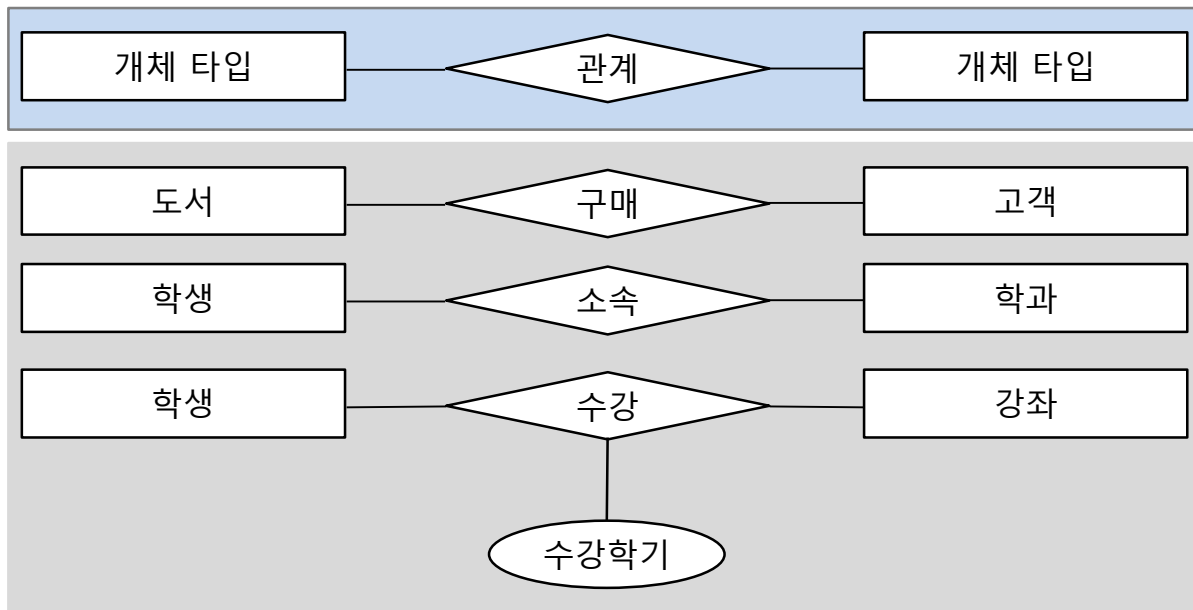 개체 타입 관계 개체 타입
도서 구매 고객
학생 소속 학과
학생 수강 강좌
수강학기